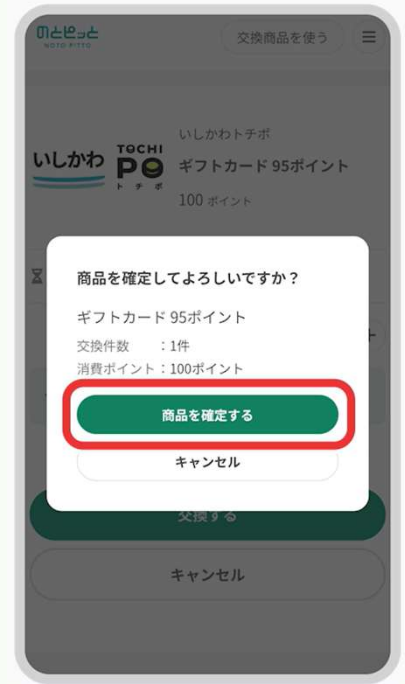 のとピっと
NOTO PITTO
交換商品を使う
いしかわトチポ
いしかわ TOCHI PO
トチポ
ギフトカード 95ポイント
100 ポイント
商品を確定してよろしいですか？
ギフトカード 95ポイント
交換件数 ：1件
消費ポイント：100ポイント
商品を確定する
キャンセル
交換する
キャンセル